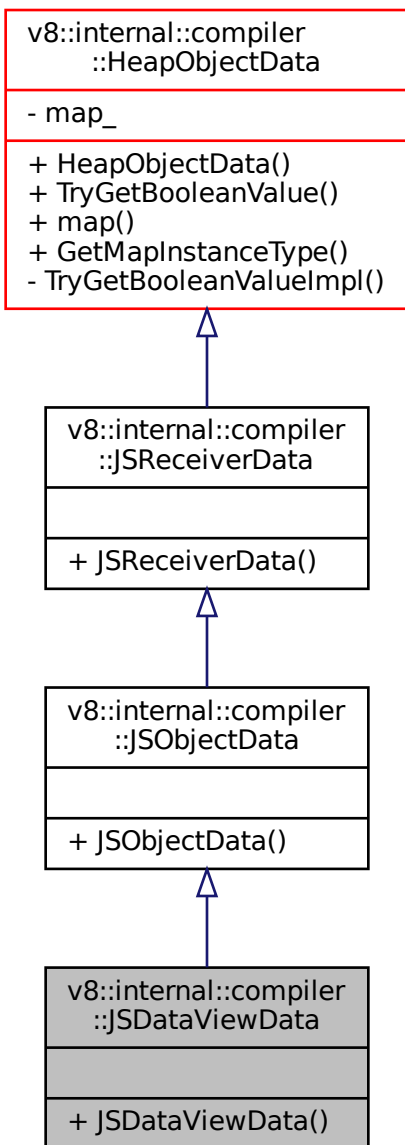 v8::internal::compiler
::HeapObjectData
- map_
+ HeapObjectData()
+ TryGetBooleanValue()
+ map()
+ GetMapInstanceType()
- TryGetBooleanValueImpl()
v8::internal::compiler
::JSReceiverData
+ JSReceiverData()
v8::internal::compiler
::JSObjectData
+ JSObjectData()
v8::internal::compiler
::JSDataViewData
+ JSDataViewData()